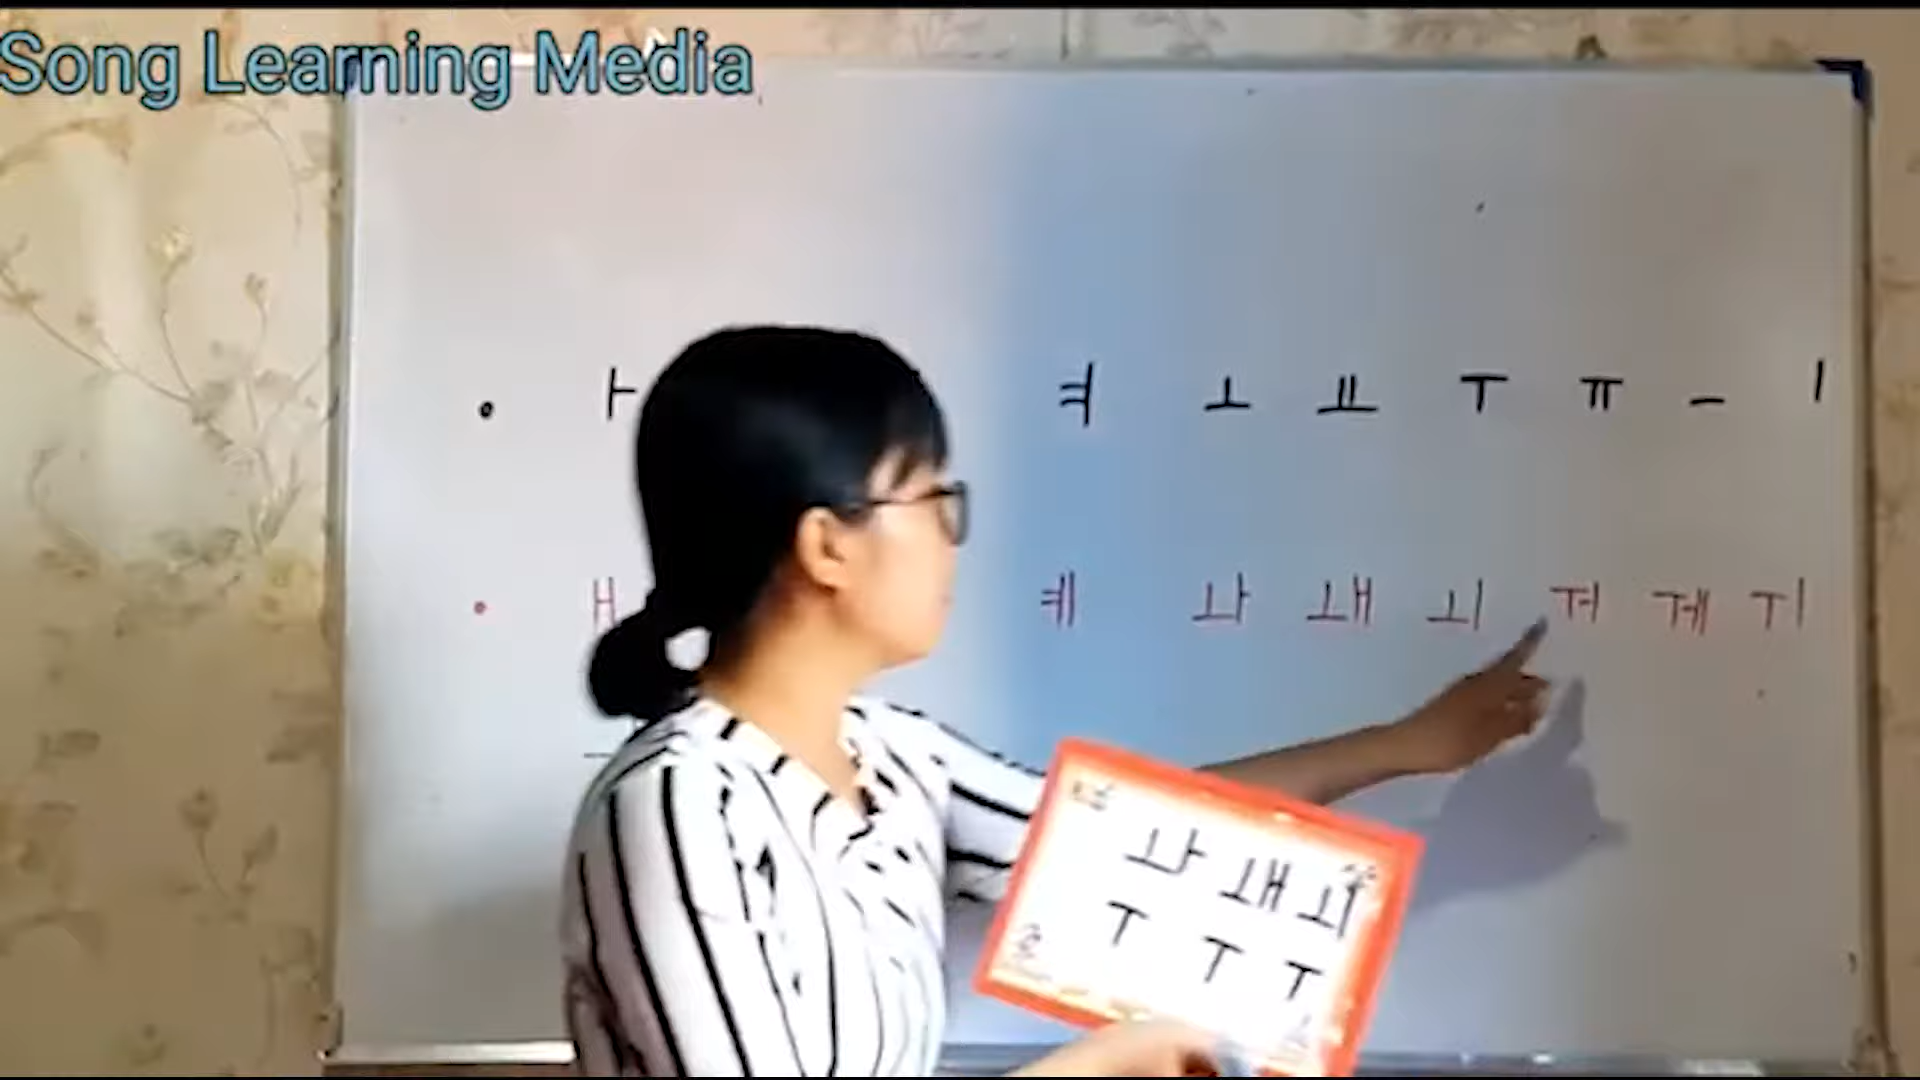 Song Learning Media
• ㅏ ㅕ ㅗ ㅛ ㅜ ㅠ ㅡ ㅣ
• ㅐ ㅖ ㅘ ㅙ ㅚ ㅝ ㅞ ㅟ
ㅘ ㅙ ㅚ
ㅜ ㅜ ㅜ